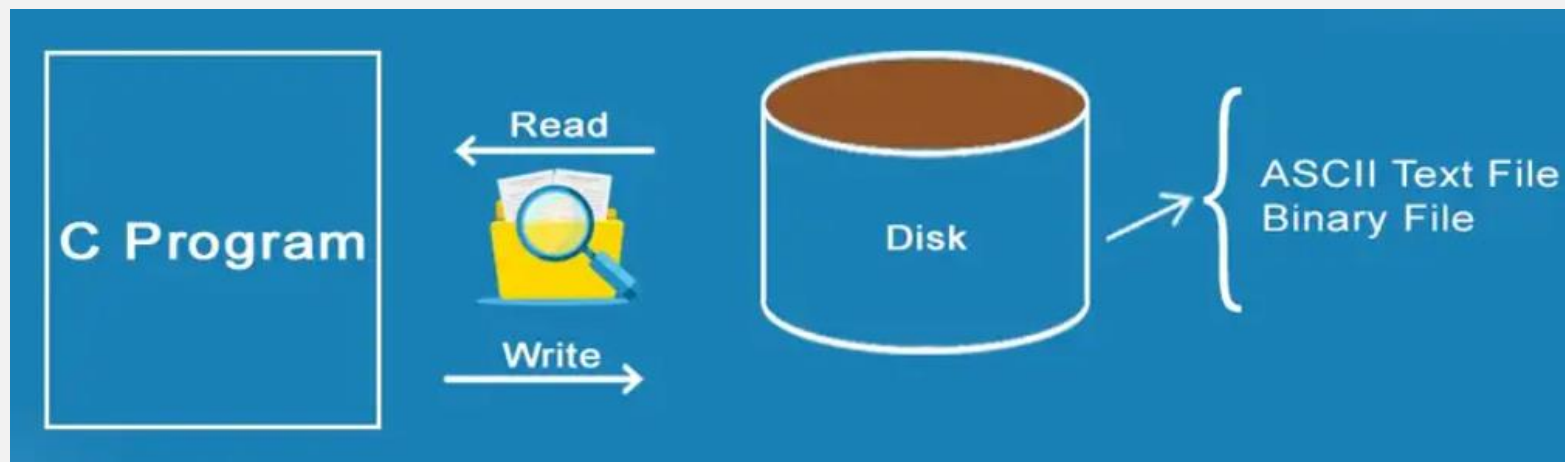 C Program
Read
Write
Disk
ASCII Text File
Binary File